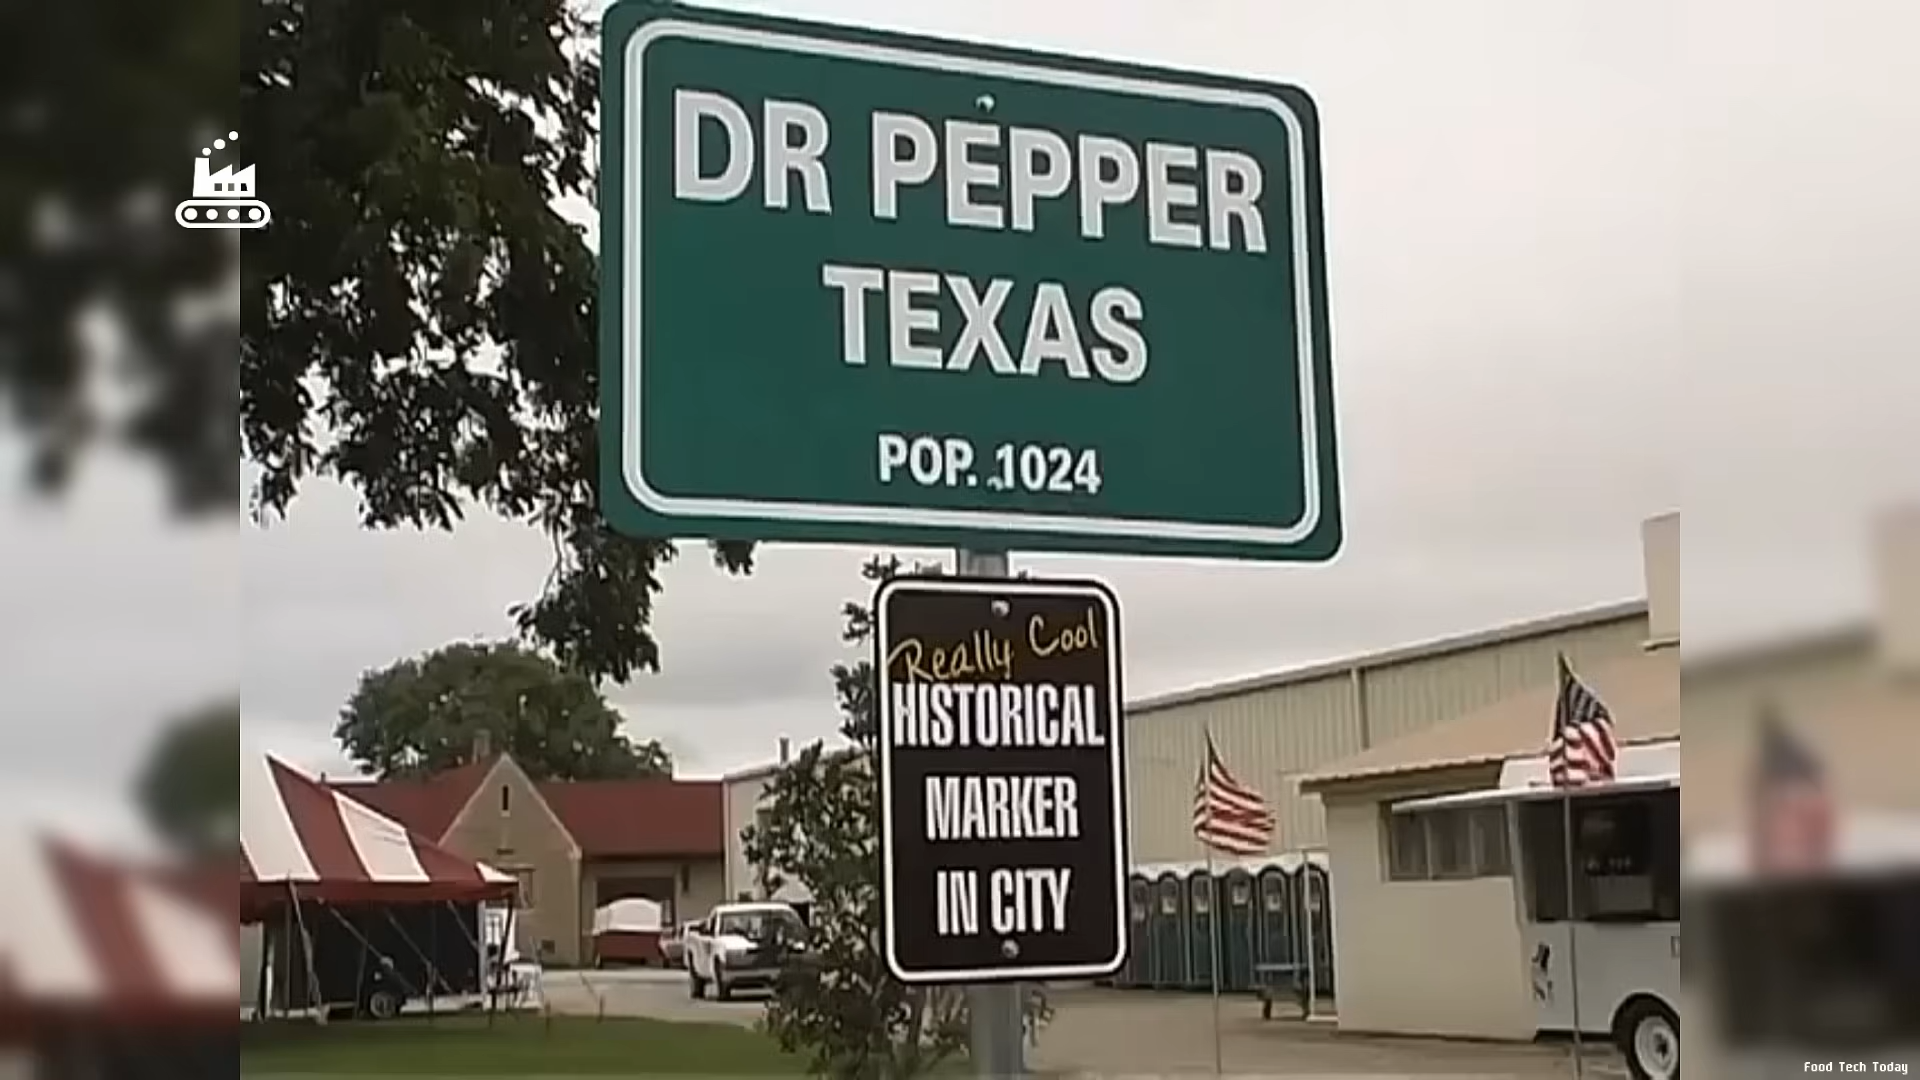 DR PEPPER
TEXAS
POP. 1024
Really Cool
HISTORICAL
MARKER
IN CITY
Food Tech Today